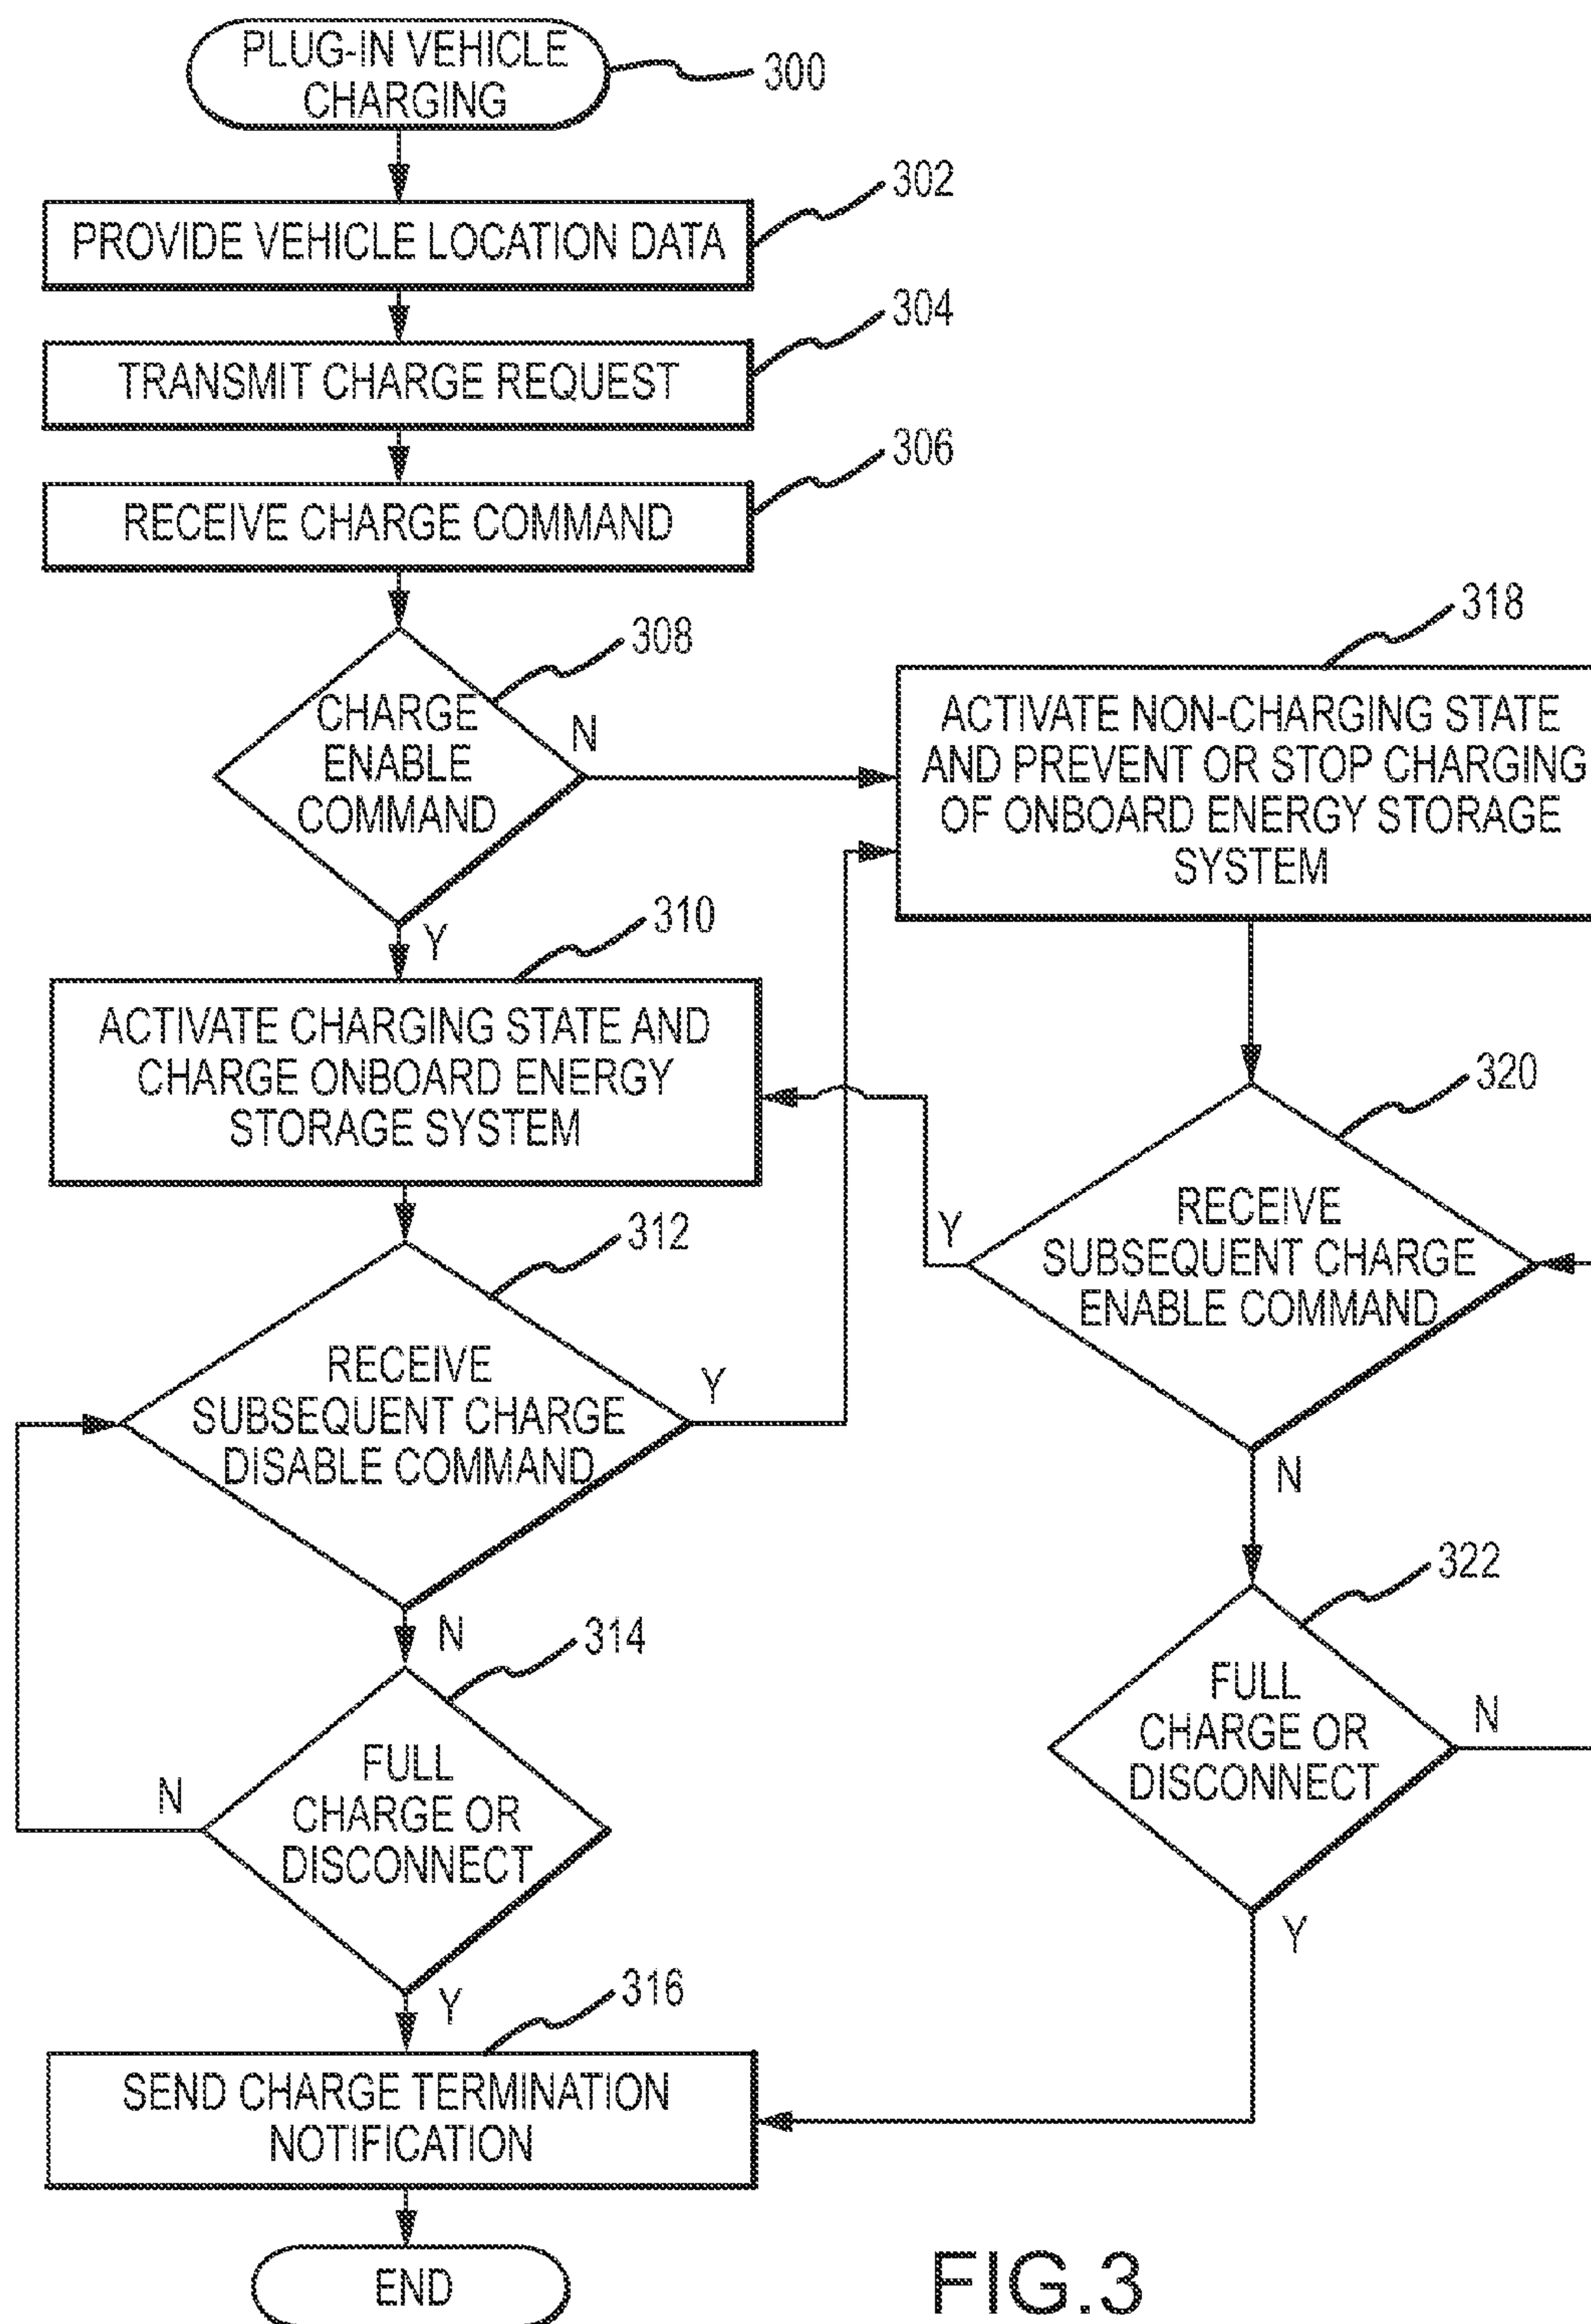 PLUG-IN VEHICLE
CHARGING
300
302
PROVIDE VEHICLE LOCATION DATA
304
TRANSMIT CHARGE REQUEST
306
RECEIVE CHARGE COMMAND
308
CHARGE
ENABLE
COMMAND
N
Y
318
ACTIVATE NON-CHARGING STATE
AND PREVENT OR STOP CHARGING
OF ONBOARD ENERGY STORAGE
SYSTEM
310
ACTIVATE CHARGING STATE AND
CHARGE ONBOARD ENERGY
STORAGE SYSTEM
320
RECEIVE
SUBSEQUENT CHARGE
ENABLE COMMAND
Y
N
312
RECEIVE
SUBSEQUENT CHARGE
DISABLE COMMAND
Y
N
314
FULL
CHARGE OR
DISCONNECT
N
Y
322
FULL
CHARGE OR
DISCONNECT
N
Y
316
SEND CHARGE TERMINATION
NOTIFICATION
END
FIG.3